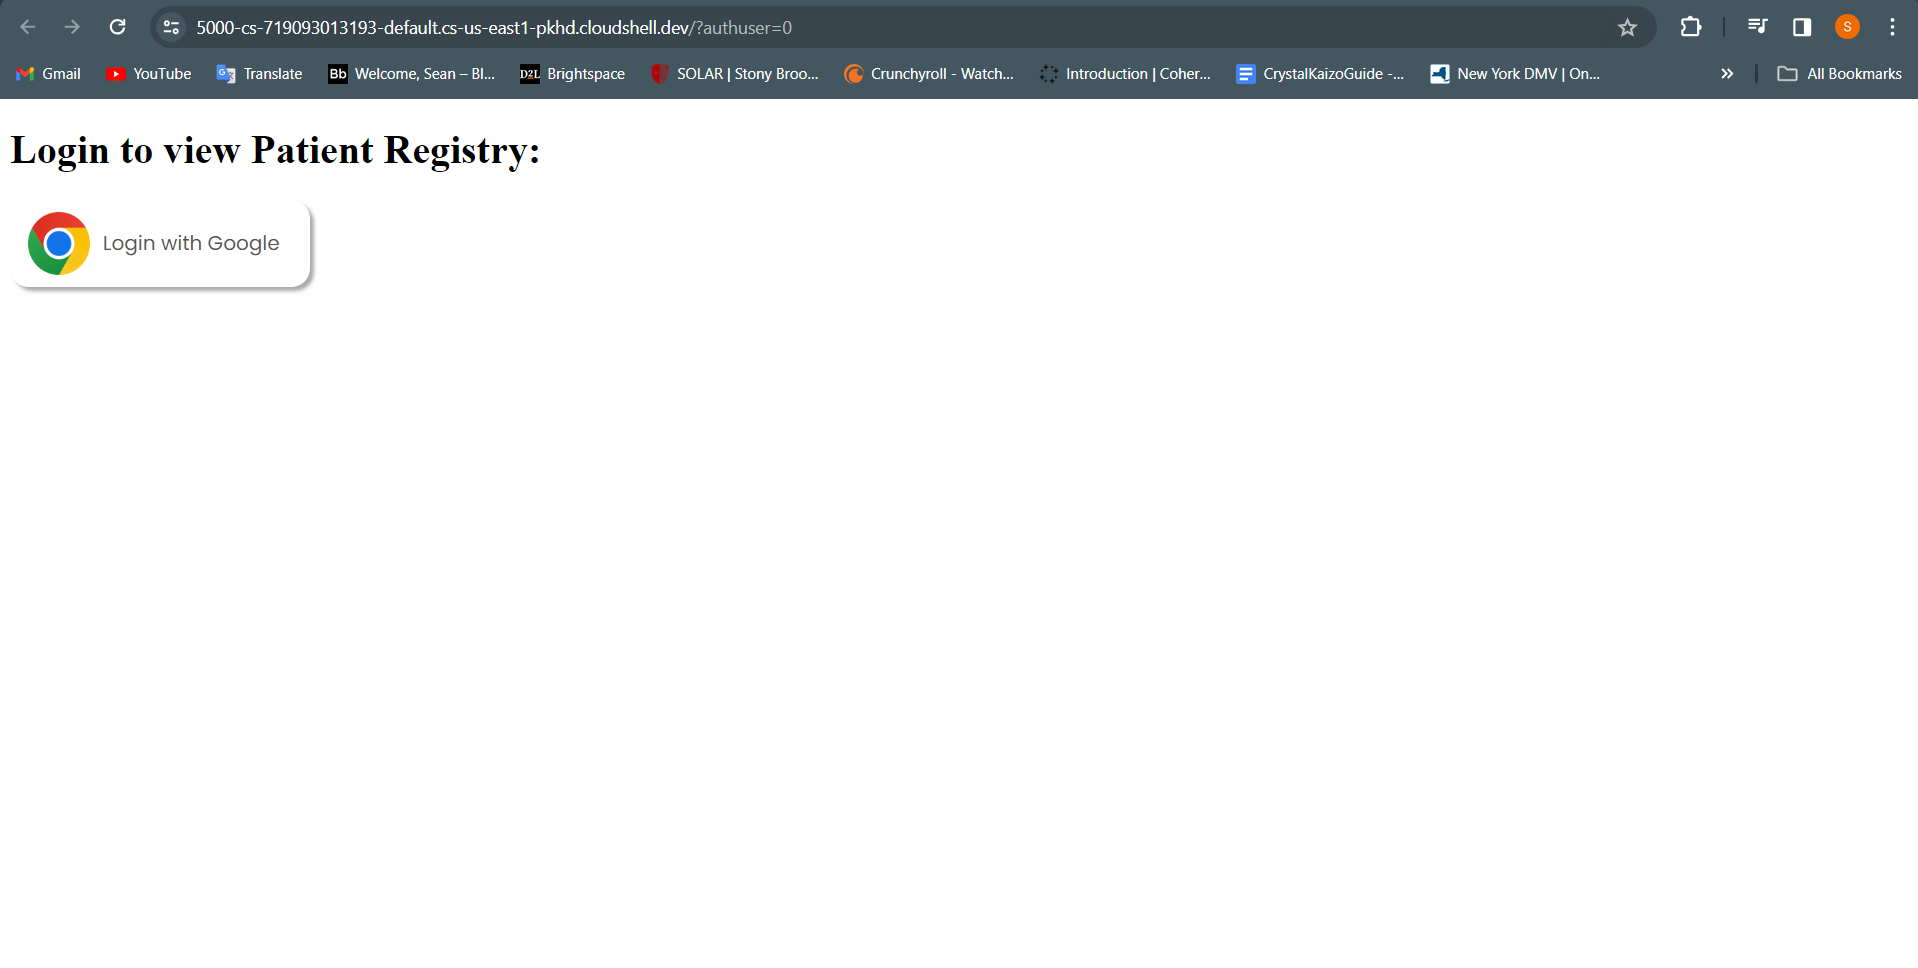 5000-cs-719093013193-default.cs-us-east1-pkhd.cloudshell.dev/?authuser=0
S
Gmail YouTube Translate Bb Welcome, Sean – Bl... D2L Brightspace SOLAR | Stony Broo... Crunchyroll - Watch... Introduction | Coher... CrystalKaizoGuide -... New York DMV | On... » All Bookmarks
Login to view Patient Registry:
Login with Google